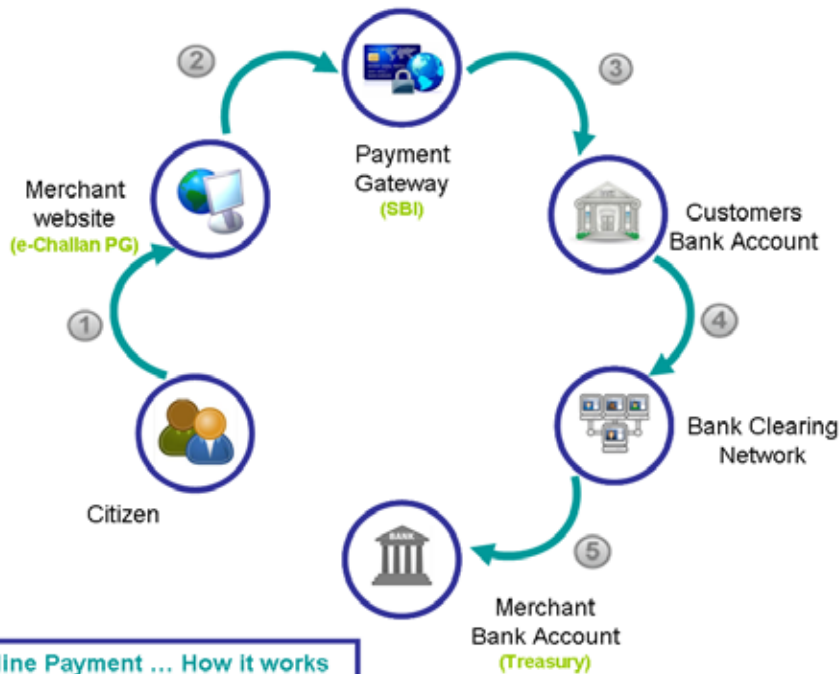 2
3
Payment
Gateway
(SBI)
Merchant
website
(e-Challan PG)
Customers
Bank Account
1
4
Bank Clearing
Network
Citizen
BANK
5
Merchant
Bank Account
(Treasury)
line Payment ... How it works